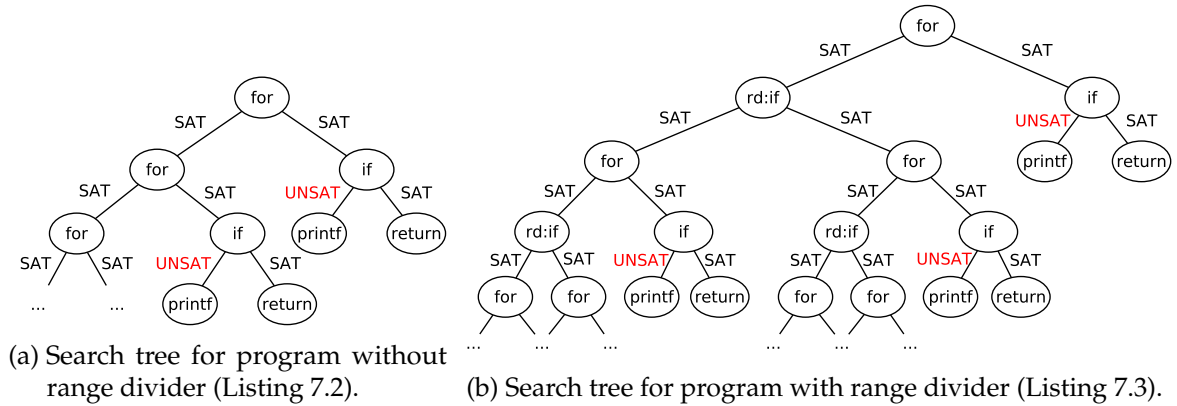 for
SAT
SAT
for
if
SAT
SAT
UNSAT
SAT
for
if
printf
return
SAT
SAT
UNSAT
SAT
...
...
printf
return
(a) Search tree for program without
range divider (Listing 7.2).
for
SAT
SAT
rd:if
if
SAT
SAT
UNSAT
SAT
for
for
printf
return
SAT
SAT
SAT
SAT
rd:if
if
rd:if
if
SAT
SAT
UNSAT
SAT
SAT
SAT
UNSAT
SAT
for
for
printf
return
for
for
printf
return
...
...
...
...
...
...
(b) Search tree for program with range divider (Listing 7.3).